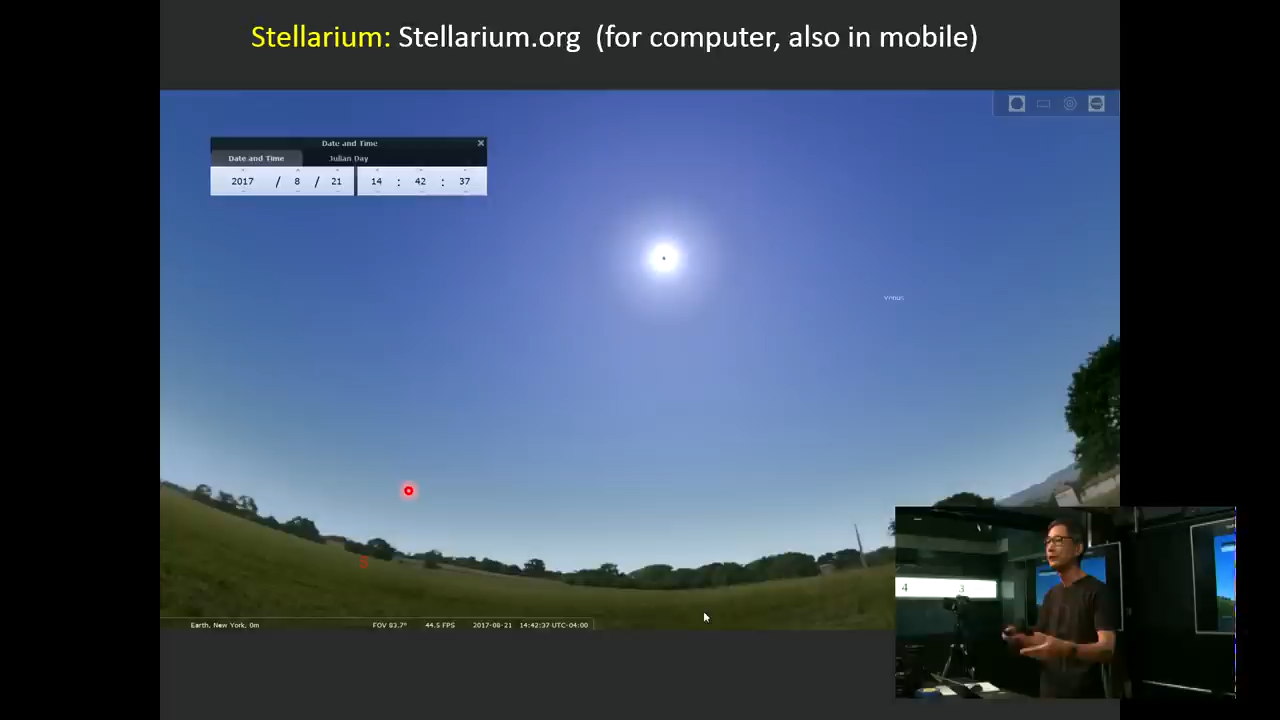 Stellarium: Stellarium.org (for computer, also in mobile)
Date and Time
Date and Time Julian Day
2017 / 8 / 21 14 : 42 : 37
Venus
S
Earth, New York, 0m FOV 83.7° 44.5 FPS 2017-08-21 14:42:37 UTC-04:00
4 3